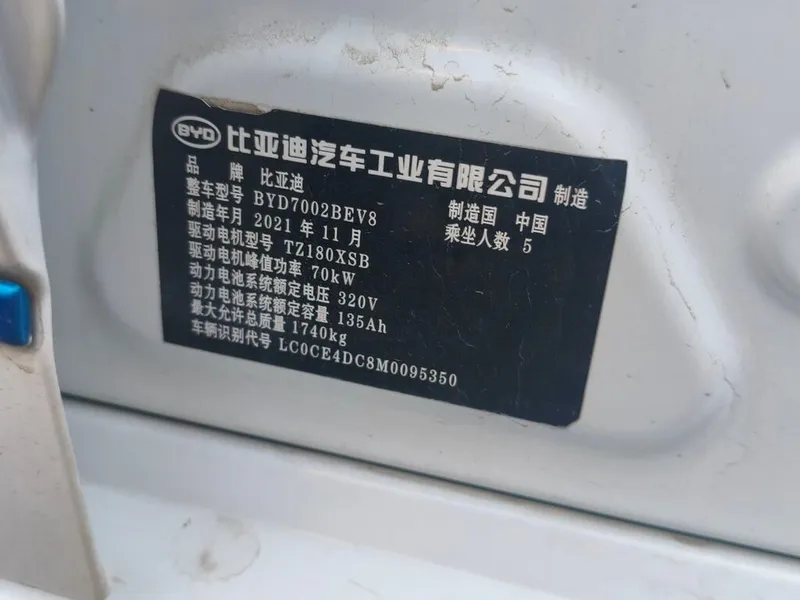 BYD 比亚迪汽车工业有限公司 制造
品 牌 比亚迪
整车型号 BYD7002BEV8 制造国 中国
制造年月 2021 年 11 月 乘坐人数 5
驱动电机型号 TZ180XSB
驱动电机峰值功率 70kW
动力电池系统额定电压 320V
动力电池系统额定容量 135Ah
最大允许总质量 1740kg
车辆识别代号 LC0CE4DC8M0095350